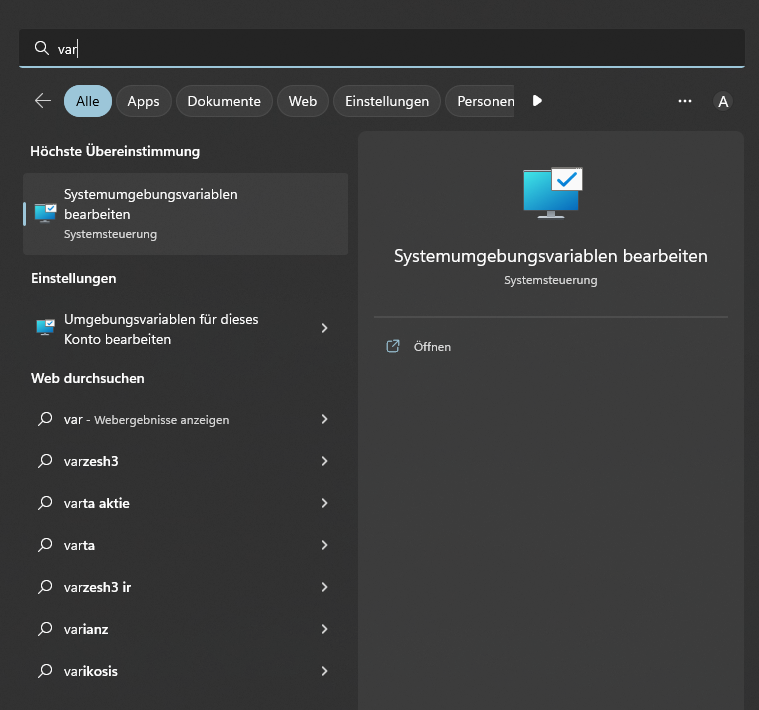 var
Alle
Apps
Dokumente
Web
Einstellungen
Personen
A
Höchste Übereinstimmung
Systemumgebungsvariablen
bearbeiten
Systemsteuerung
Einstellungen
Umgebungsvariablen für dieses
Konto bearbeiten
Web durchsuchen
var - Webergebnisse anzeigen
varzesh3
varta aktie
varta
varzesh3 ir
varianz
varikosis
Systemumgebungsvariablen bearbeiten
Systemsteuerung
Öffnen